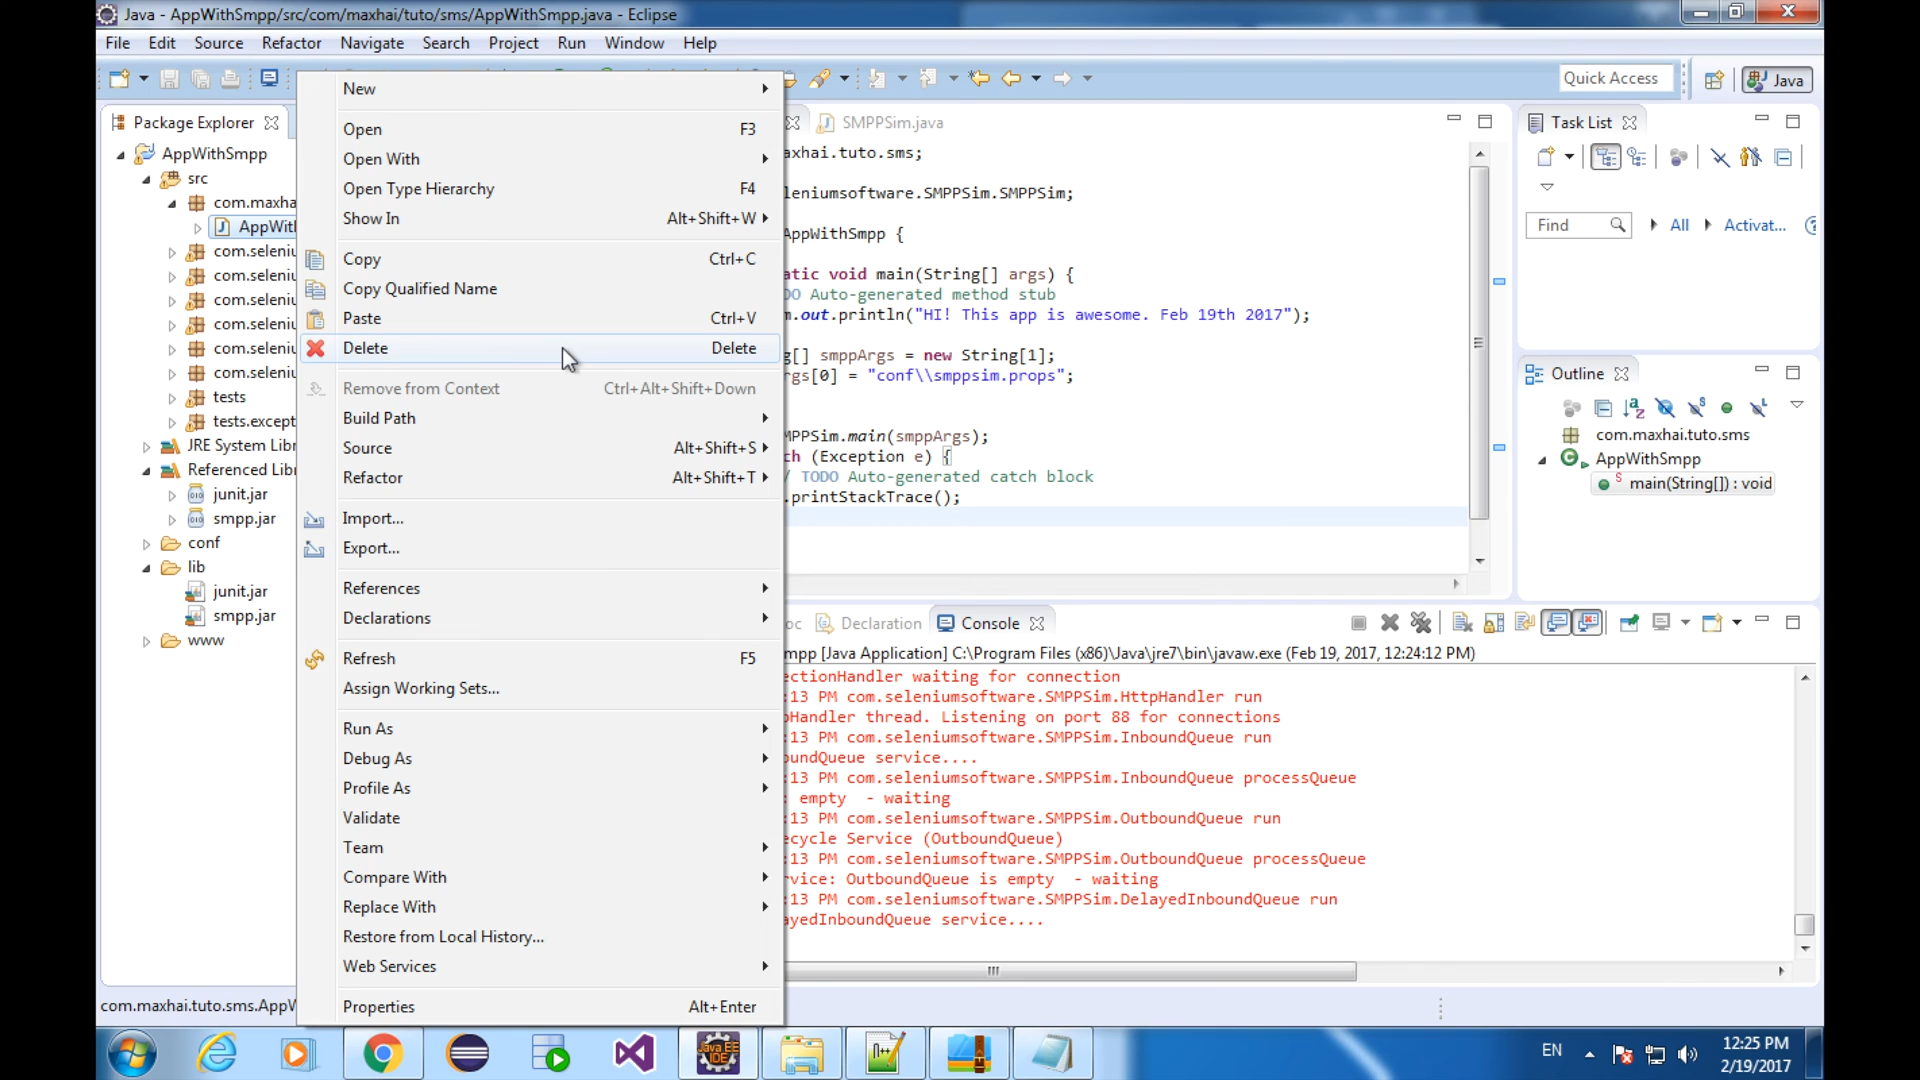 Java - AppWithSmpp/src/com/maxhai/tuto/sms/AppWithSmpp.java - Eclipse
File Edit Source Refactor Navigate Search Project Run Window Help
Quick Access
Java
Package Explorer
AppWithSmpp
src
com.maxha
AppWitl
com.seleniu
com.seleniu
com.seleniu
com.seleniu
com.seleniu
com.seleniu
tests
tests.except
JRE System Libr
Referenced Libr
junit.jar
smpp.jar
conf
lib
junit.jar
smpp.jar
www
New
Open F3
Open With
Open Type Hierarchy F4
Show In Alt+Shift+W
Copy Ctrl+C
Copy Qualified Name
Paste Ctrl+V
Delete Delete
Remove from Context Ctrl+Alt+Shift+Down
Build Path
Source Alt+Shift+S
Refactor Alt+Shift+T
Import...
Export...
References
Declarations
Refresh F5
Assign Working Sets...
Run As
Debug As
Profile As
Validate
Team
Compare With
Replace With
Restore from Local History...
Web Services
Properties Alt+Enter
SMPPSim.java
axhai.tuto.sms;
leniumsoftware.SMPPSim.SMPPSim;
AppWithSmpp {
atic void main(String[] args) {
DO Auto-generated method stub
m.out.println("HI! This app is awesome. Feb 19th 2017");
g[] smppArgs = new String[1];
rgs[0] = "conf\\smppsim.props";
MPPSim.main(smppArgs);
ch (Exception e) {
/ TODO Auto-generated catch block
.printStackTrace();
Task List
Find All Activat...
Outline
com.maxhai.tuto.sms
AppWithSmpp
main(String[]) : void
oc Declaration Console
mpp [Java Application] C:\Program Files (x86)\Java\jre7\bin\javaw.exe (Feb 19, 2017, 12:24:12 PM)
ectionHandler waiting for connection
:13 PM com.seleniumsoftware.SMPPSim.HttpHandler run
pHandler thread. Listening on port 88 for connections
:13 PM com.seleniumsoftware.SMPPSim.InboundQueue run
oundQueue service....
:13 PM com.seleniumsoftware.SMPPSim.InboundQueue processQueue
: empty - waiting
:13 PM com.seleniumsoftware.SMPPSim.OutboundQueue run
ecycle Service (OutboundQueue)
:13 PM com.seleniumsoftware.SMPPSim.OutboundQueue processQueue
rvice: OutboundQueue is empty - waiting
:13 PM com.seleniumsoftware.SMPPSim.DelayedInboundQueue run
ayedInboundQueue service....
com.maxhai.tuto.sms.AppW
Java EE
IDE
EN
12:25 PM
2/19/2017